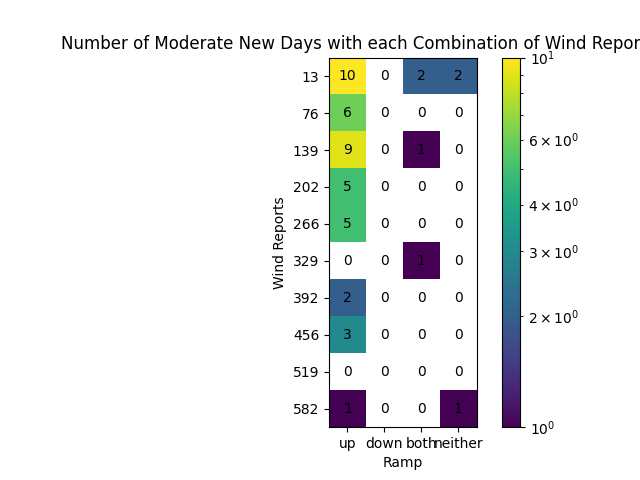 Number of Moderate New Days with each Combination of Wind Repor
13 10 0 2 2
76 6 0 0 0
139 9 0 1 0
202 5 0 0 0
266 5 0 0 0
329 0 0 1 0
392 2 0 0 0
456 3 0 0 0
519 0 0 0 0
582 1 0 0 1
up down both neither
Ramp
Wind Reports
10¹
6 × 10⁰
4 × 10⁰
3 × 10⁰
2 × 10⁰
10⁰